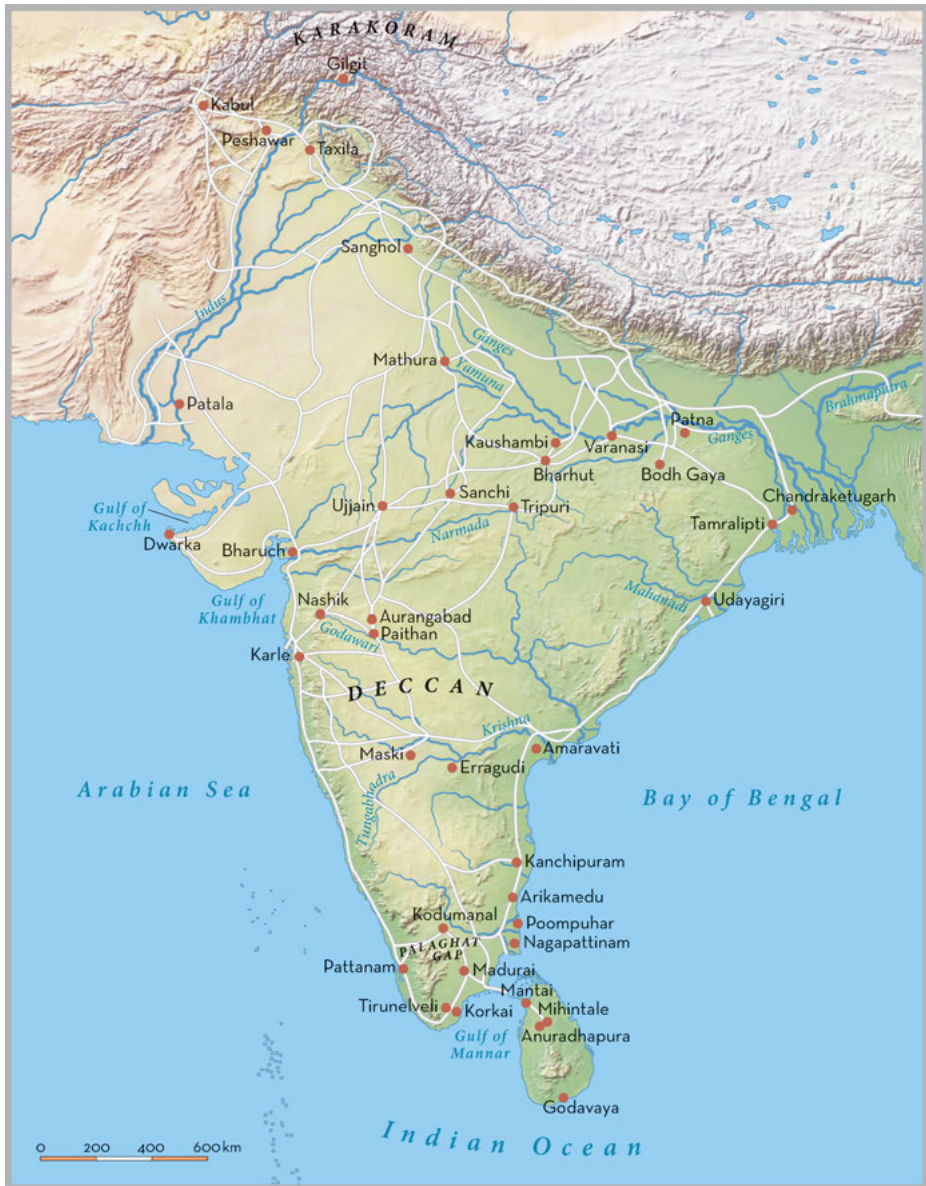 KARAKORAM
Gilgit
Kabul
Peshawar
Taxila
Sanghol
Indus
Ganges
Mathura
Yamuna
Brahmaputra
Patala
Patna
Kaushambi
Varanasi
Ganges
Bharhut
Bodh Gaya
Sanchi
Chandraketugarh
Gulf of
Kachchh
Ujjain
Tripuri
Tamralipti
Dwarka
Bharuch
Narmada
Mahanadi
Udayagiri
Gulf of
Khambhat
Nashik
Aurangabad
Paithan
Godawari
Karle
DECCAN
Krishna
Maski
Amaravati
Erragudi
Tungabhadra
Arabian Sea
Bay of Bengal
Kanchipuram
Arikamedu
Kodumanal
Poompuhar
PALAGHAT
GAP
Nagapattinam
Pattanam
Madurai
Mantai
Tirunelveli
Korkai
Mihintale
Anuradhapura
Gulf of
Mannar
Godavaya
Indian Ocean
0 200 400 600 km